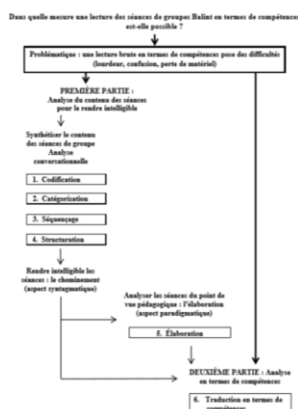 Dans quelle mesure une lecture des séances de groupes Balint en termes de compétences
est-elle possible ?
Problématique : une lecture brute en termes de compétences pose des difficultés
(lourdeur, confusion, perte de matériel)
PREMIÈRE PARTIE :
Analyse du contenu des séances
pour le rendre intelligible
Synthétiser le contenu
des séances de groupe
Analyse
conversationnelle
1. Codification
2. Catégorisation
3. Séquençage
4. Structuration
Rendre intelligible les
séances : le cheminement
(aspect syntagmatique)
Analyser les séances du point de
vue pédagogique : l'élaboration
(aspect paradigmatique)
5. Élaboration
DEUXIÈME PARTIE : Analyse
en termes de compétences
6. Traduction en termes de
compétences